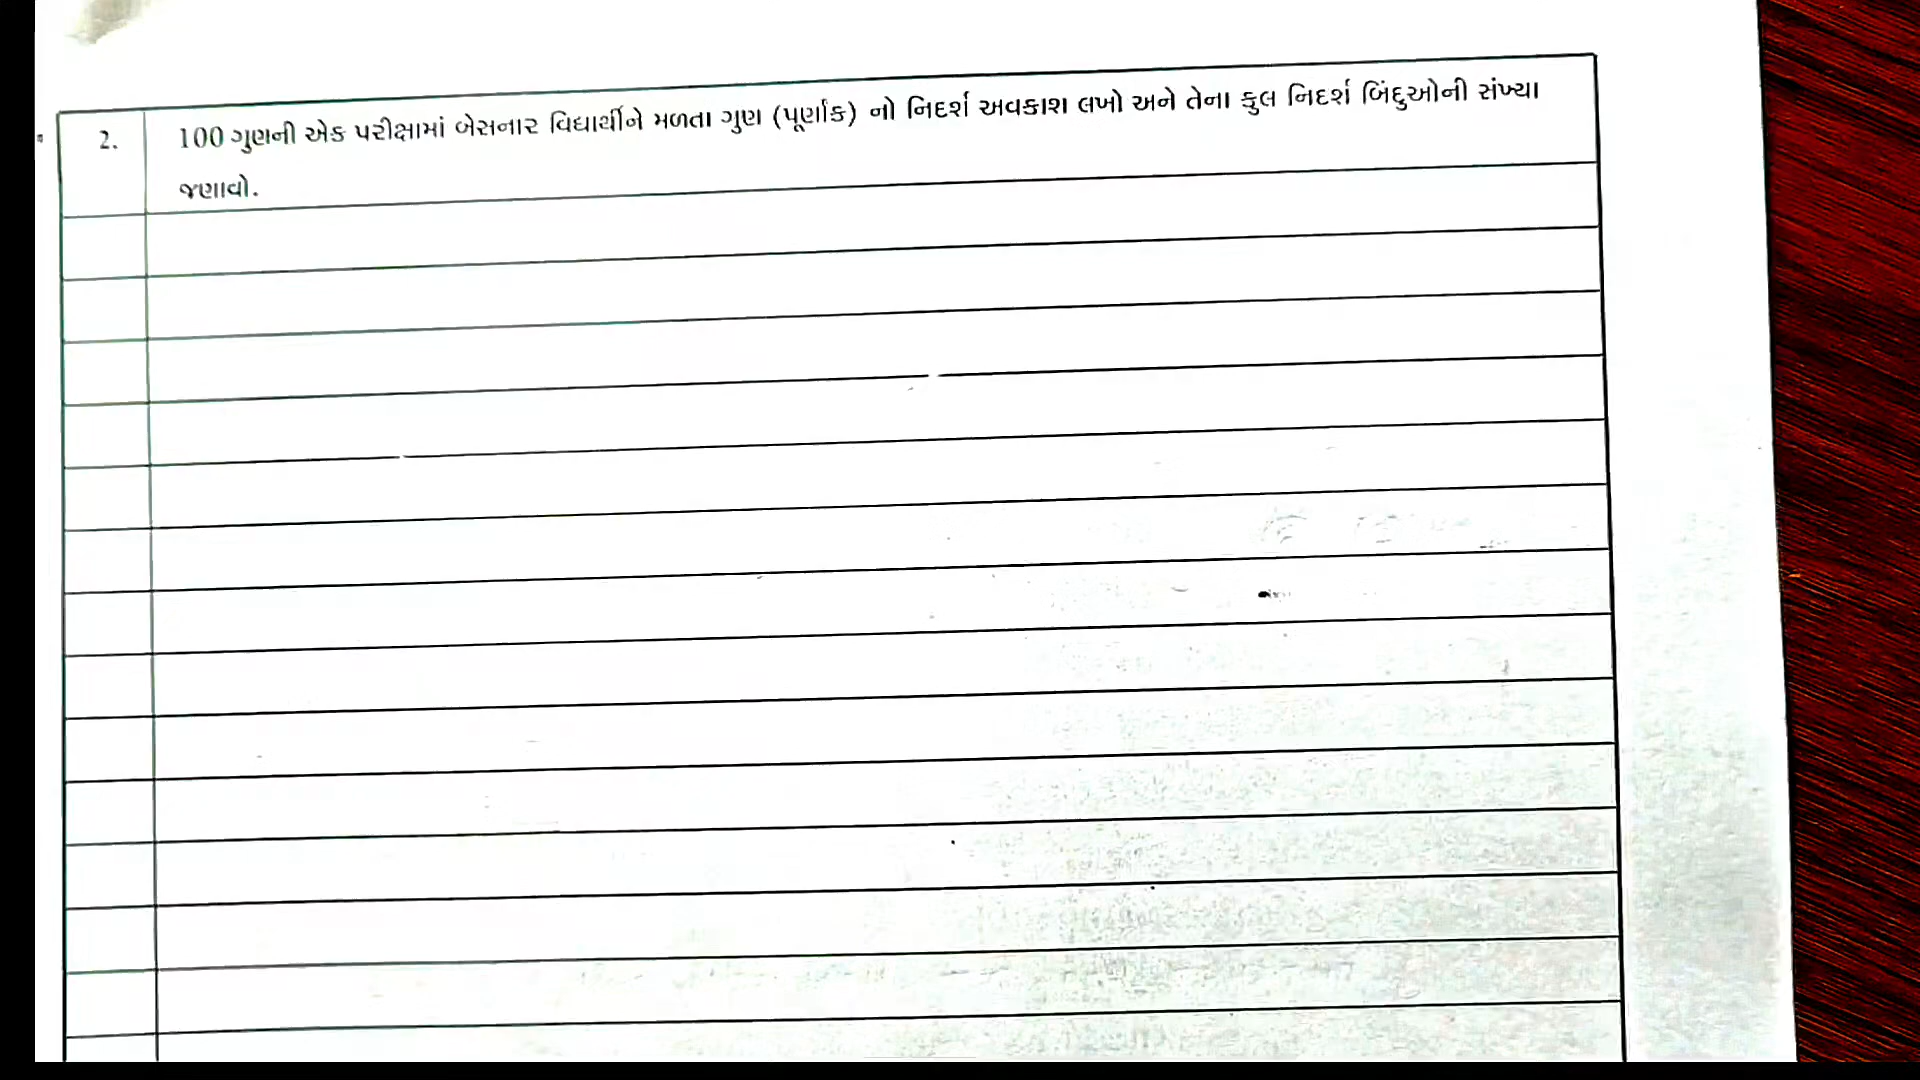 2. 100 ગુણની એક પરીક્ષામાં બેસનાર વિદ્યાર્થીને મળતા ગુણ (પૂર્ણાંક) નો નિદર્શ અવકાશ લખો અને તેના કુલ નિદર્શ બિંદુઓની સંખ્યા
જણાવો.